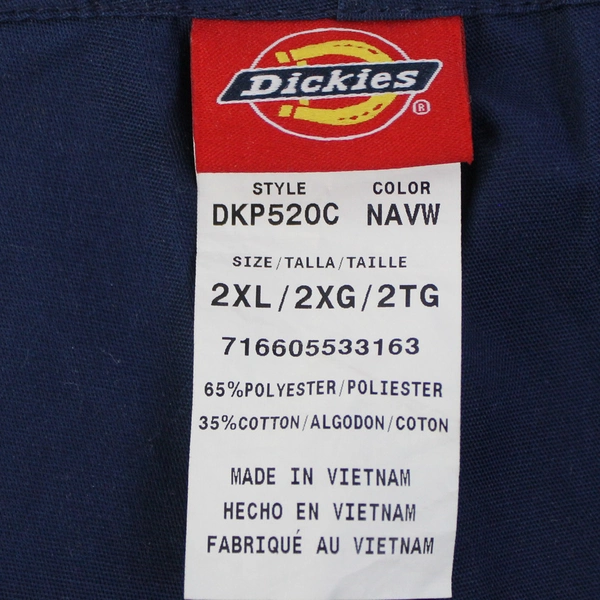 Dickies
®
STYLE COLOR
DKP520C NAVW
SIZE/TALLA/TAILLE
2XL/2XG/2TG
716605533163
65%POLYESTER/POLIESTER
35%COTTON/ALGODON/COTON
MADE IN VIETNAM
HECHO EN VIETNAM
FABRIQUÉ AU VIETNAM